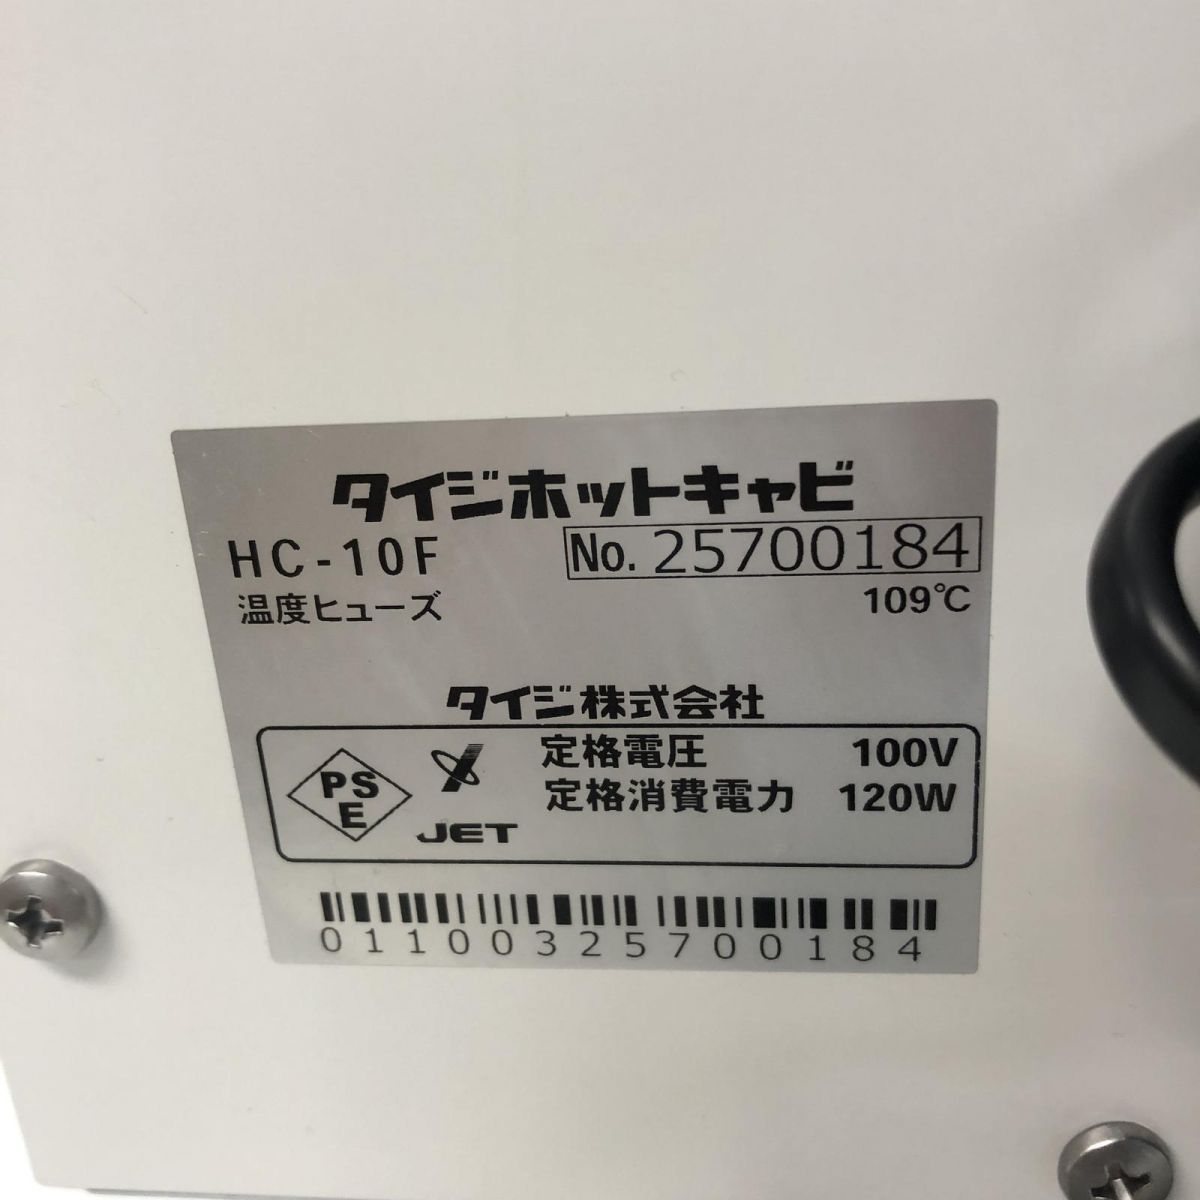 タイジホットキャビ
HC-10F No. 25700184
温度ヒューズ 109℃
タイジ株式会社
PS
E
JET
定格電圧 100V
定格消費電力 120W
01100325700184